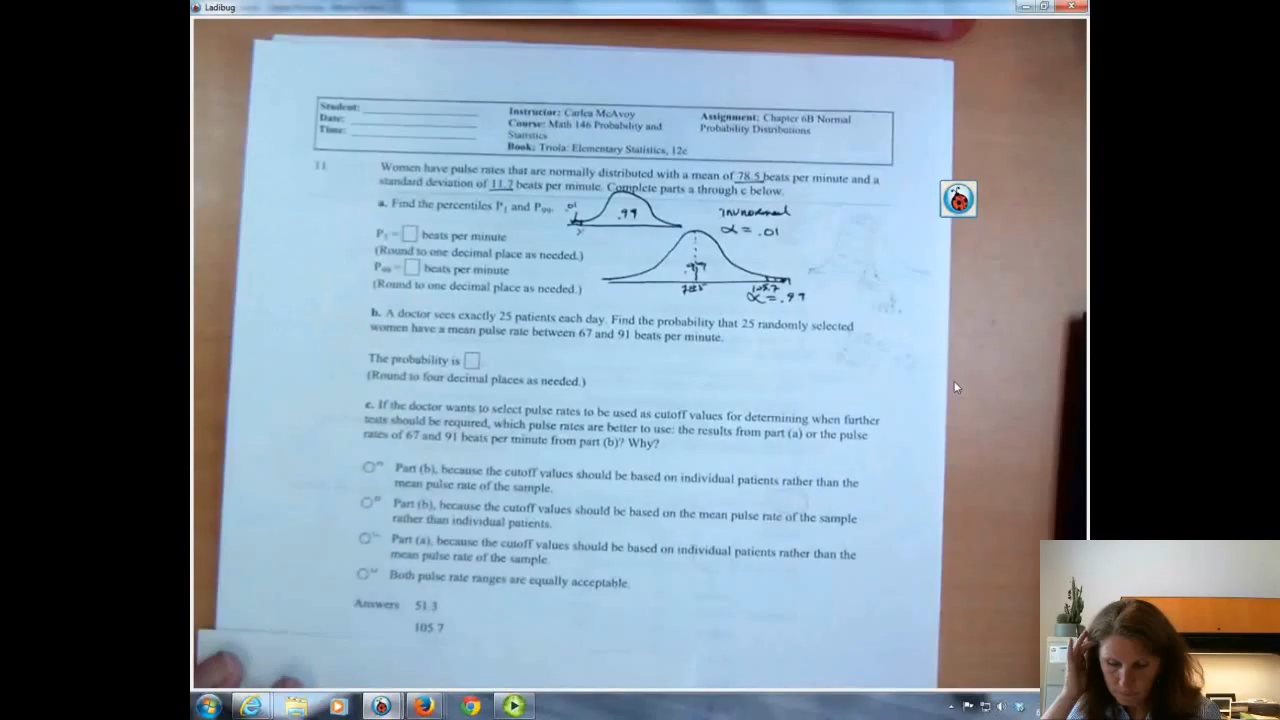 Ladibug
Student:
Date:
Time:
Instructor: Carlea McAvoy
Course: Math 146 Probability and
Statistics
Book: Triola: Elementary Statistics, 12e
Assignment: Chapter 6B Normal
Probability Distributions
11.
Women have pulse rates that are normally distributed with a mean of 78.5 beats per minute and a
standard deviation of 11.7 beats per minute. Complete parts a through c below.
a. Find the percentiles P1 and P99.
.01
.99
invnormal
α = .01
x
P1 = beats per minute
(Round to one decimal place as needed.)
P99 = beats per minute
(Round to one decimal place as needed.)
.99
78.5
105.7
α = .99
b. A doctor sees exactly 25 patients each day. Find the probability that 25 randomly selected
women have a mean pulse rate between 67 and 91 beats per minute.
The probability is
(Round to four decimal places as needed.)
c. If the doctor wants to select pulse rates to be used as cutoff values for determining when further
tests should be required, which pulse rates are better to use: the results from part (a) or the pulse
rates of 67 and 91 beats per minute from part (b)? Why?
Part (b), because the cutoff values should be based on individual patients rather than the
mean pulse rate of the sample.
Part (b), because the cutoff values should be based on the mean pulse rate of the sample
rather than individual patients.
Part (a), because the cutoff values should be based on individual patients rather than the
mean pulse rate of the sample.
Both pulse rate ranges are equally acceptable.
Answers 51.3
105.7